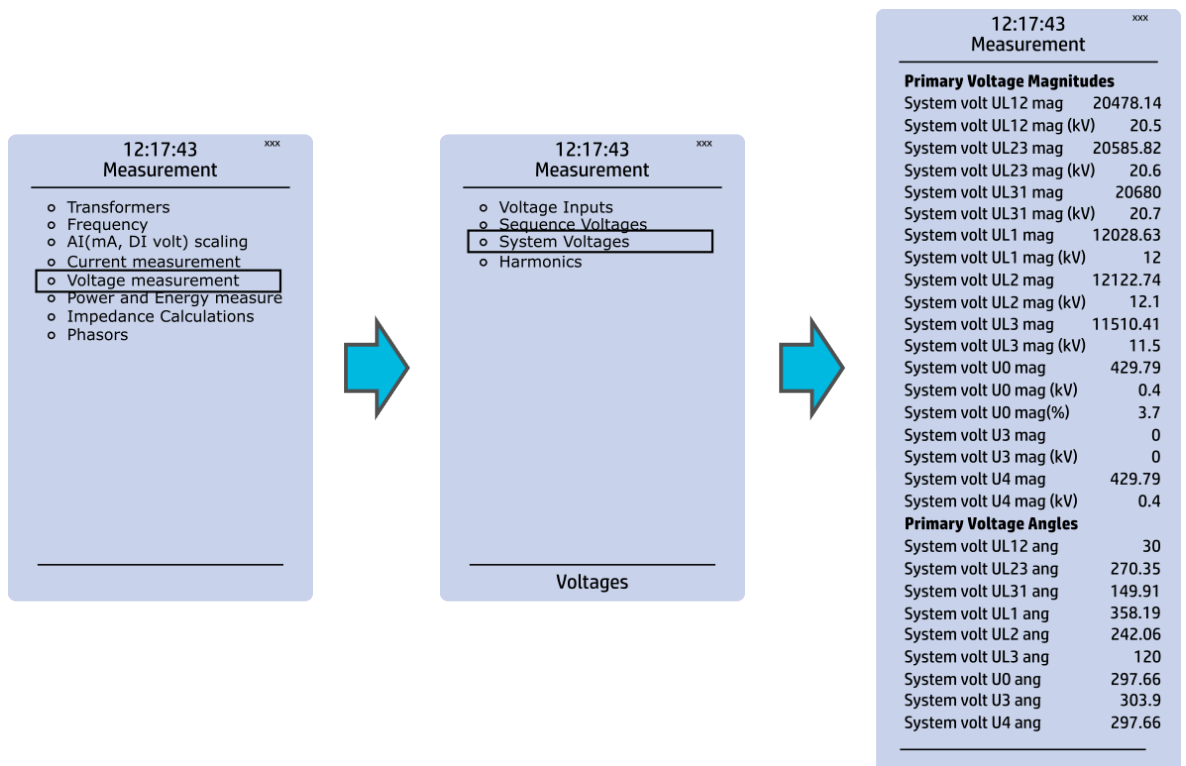 12:17:43 xxx
Measurement
Transformers
Frequency
AI(mA, DI volt) scaling
Current measurement
Voltage measurement
Power and Energy measure
Impedance Calculations
Phasors
12:17:43 xxx
Measurement
Voltage Inputs
Sequence Voltages
System Voltages
Harmonics
Voltages
12:17:43 xxx
Measurement
Primary Voltage Magnitudes
System volt UL12 mag 20478.14
System volt UL12 mag (kV) 20.5
System volt UL23 mag 20585.82
System volt UL23 mag (kV) 20.6
System volt UL31 mag 20680
System volt UL31 mag (kV) 20.7
System volt UL1 mag 12028.63
System volt UL1 mag (kV) 12
System volt UL2 mag 12122.74
System volt UL2 mag (kV) 12.1
System volt UL3 mag 11510.41
System volt UL3 mag (kV) 11.5
System volt U0 mag 429.79
System volt U0 mag (kV) 0.4
System volt U0 mag(%) 3.7
System volt U3 mag 0
System volt U3 mag (kV) 0
System volt U4 mag 429.79
System volt U4 mag (kV) 0.4
Primary Voltage Angles
System volt UL12 ang 30
System volt UL23 ang 270.35
System volt UL31 ang 149.91
System volt UL1 ang 358.19
System volt UL2 ang 242.06
System volt UL3 ang 120
System volt U0 ang 297.66
System volt U3 ang 303.9
System volt U4 ang 297.66